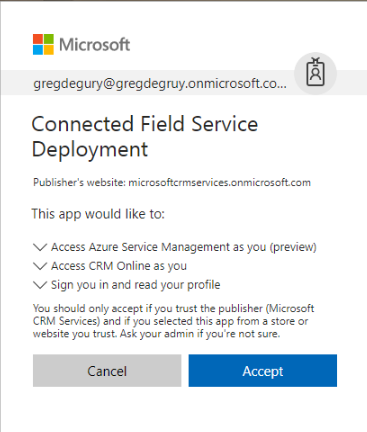 Microsoft
gregdegury@gregdegruy.onmicrosoft.co...
Connected Field Service
Deployment
Publisher's website: microsoftcrmservices.onmicrosoft.com
This app would like to:
Access Azure Service Management as you (preview)
Access CRM Online as you
Sign you in and read your profile
You should only accept if you trust the publisher (Microsoft
CRM Services) and if you selected this app from a store or
website you trust. Ask your admin if you're not sure.
Cancel
Accept